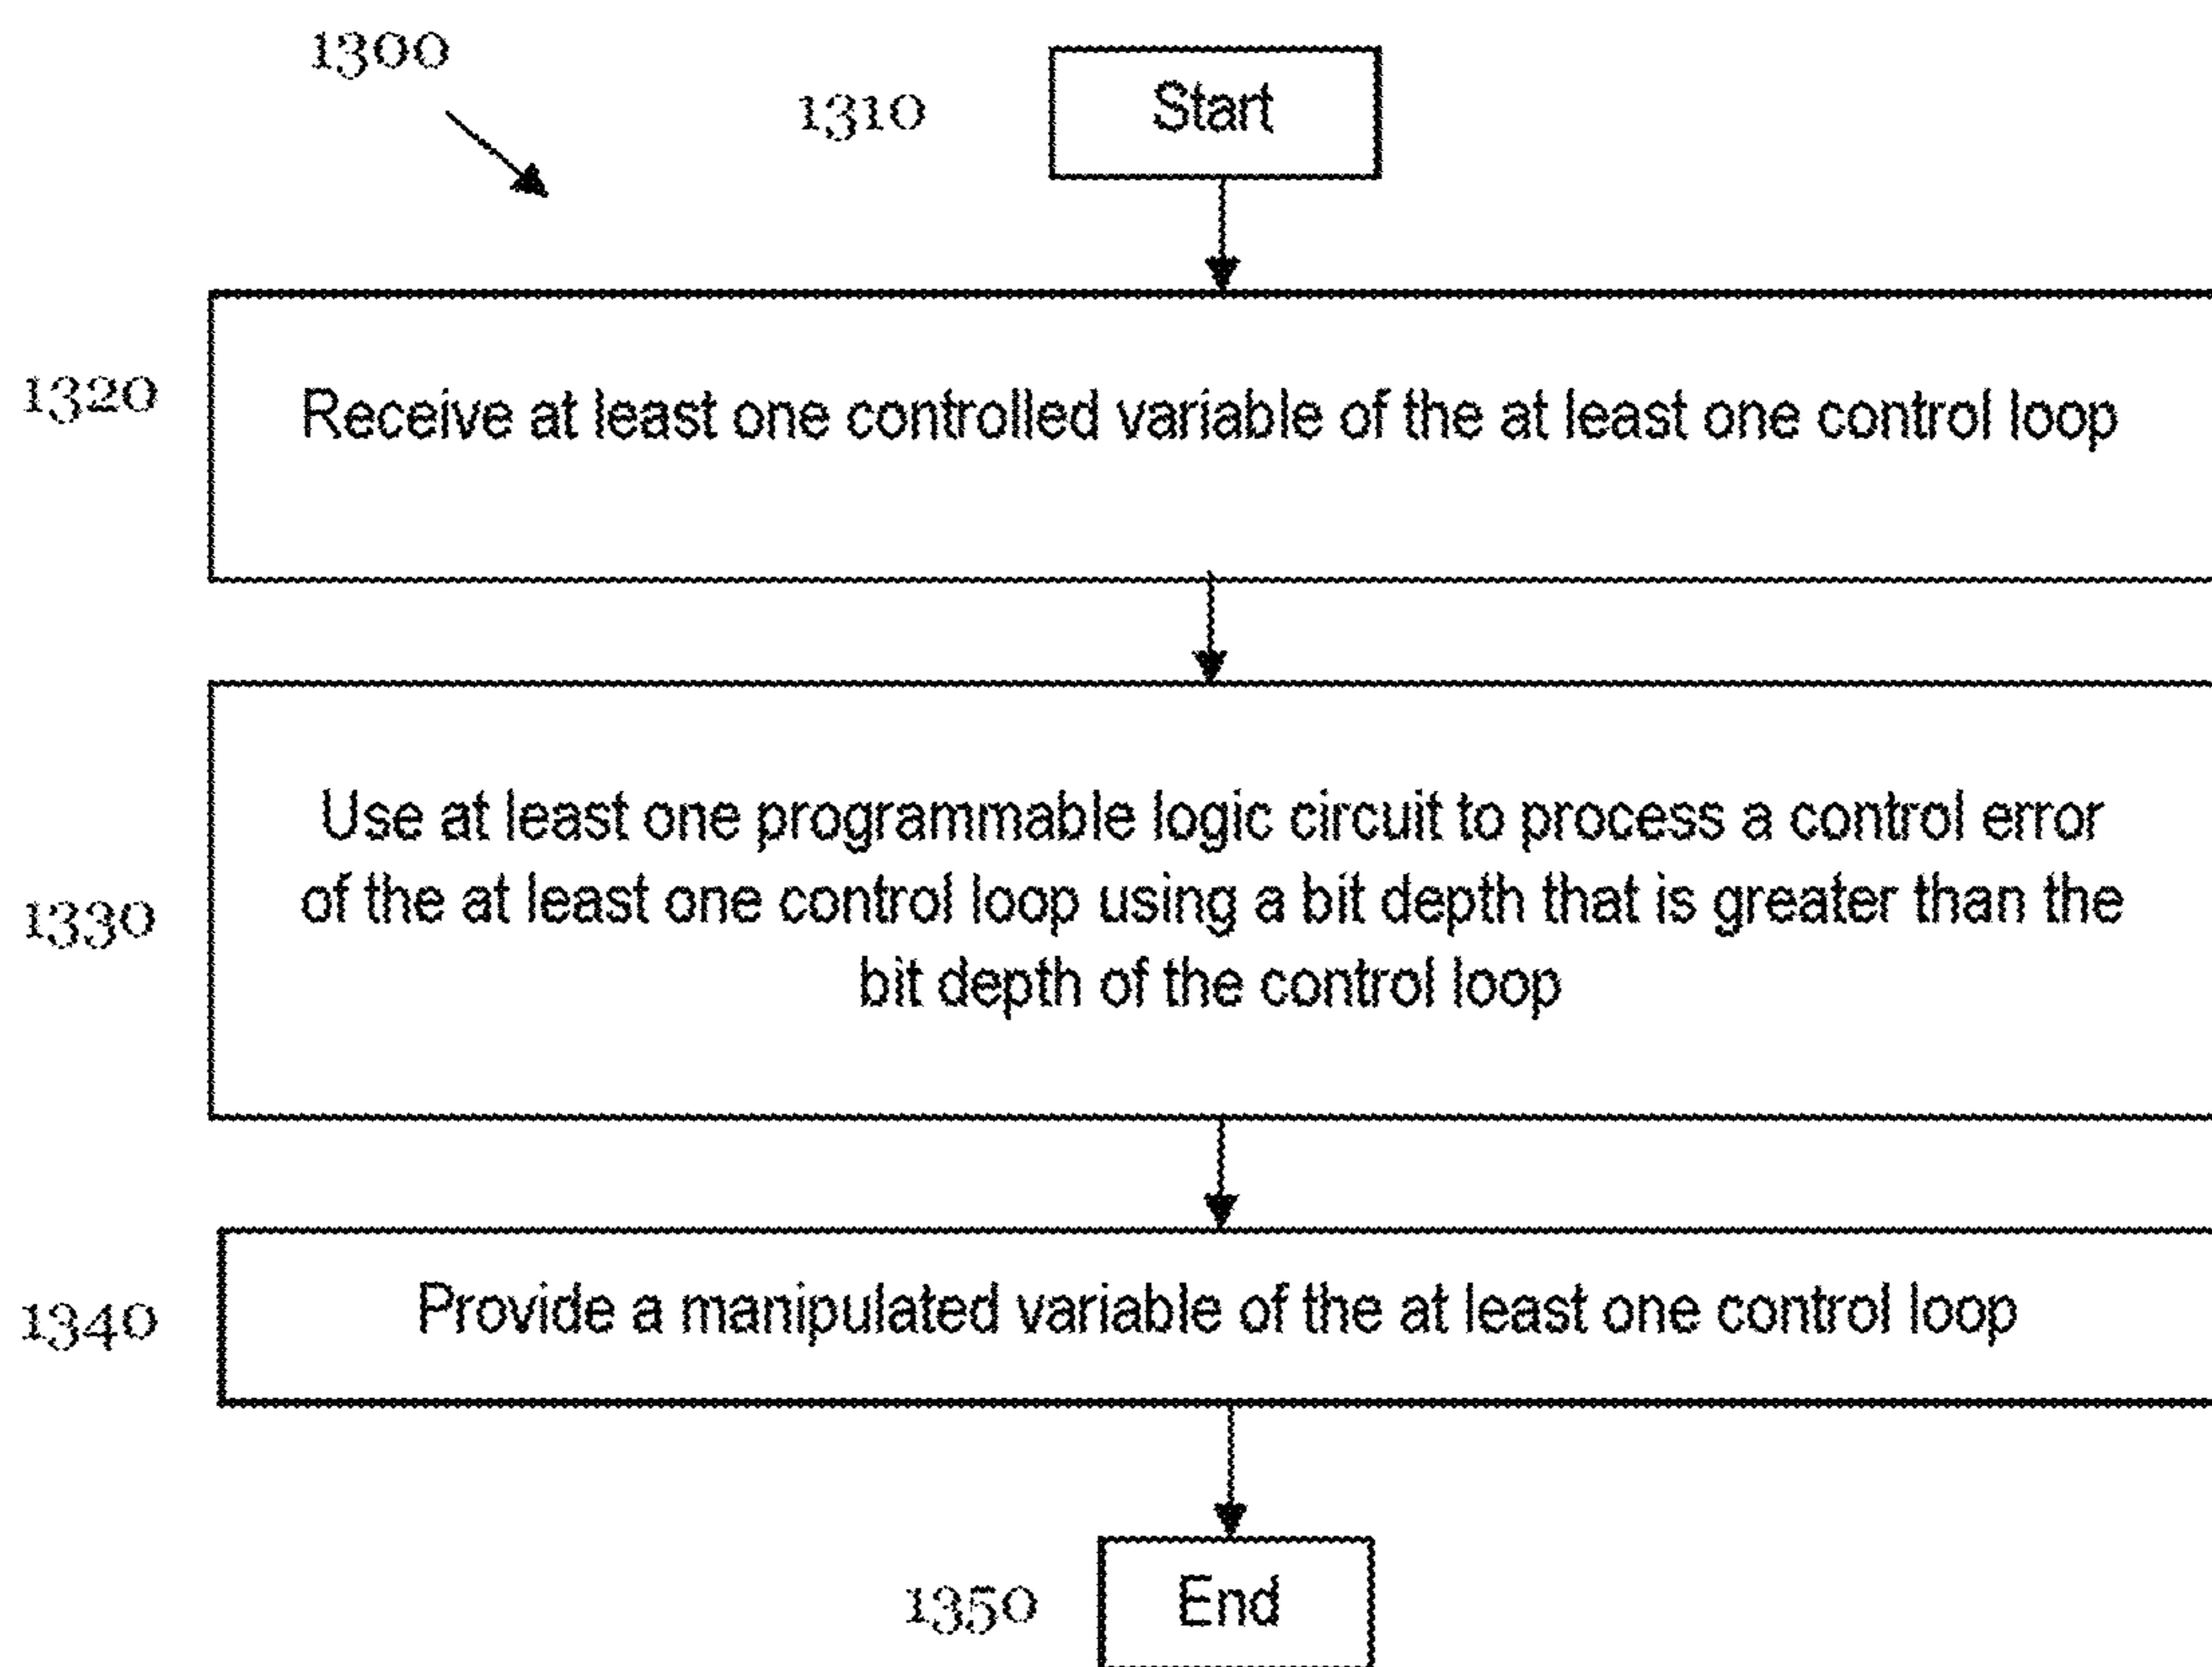 1300
1310
Start
1320
Receive at least one controlled variable of the at least one control loop
1330
Use at least one programmable logic circuit to process a control error
of the at least one control loop using a bit depth that is greater than the
bit depth of the control loop
1340
Provide a manipulated variable of the at least one control loop
1350
End